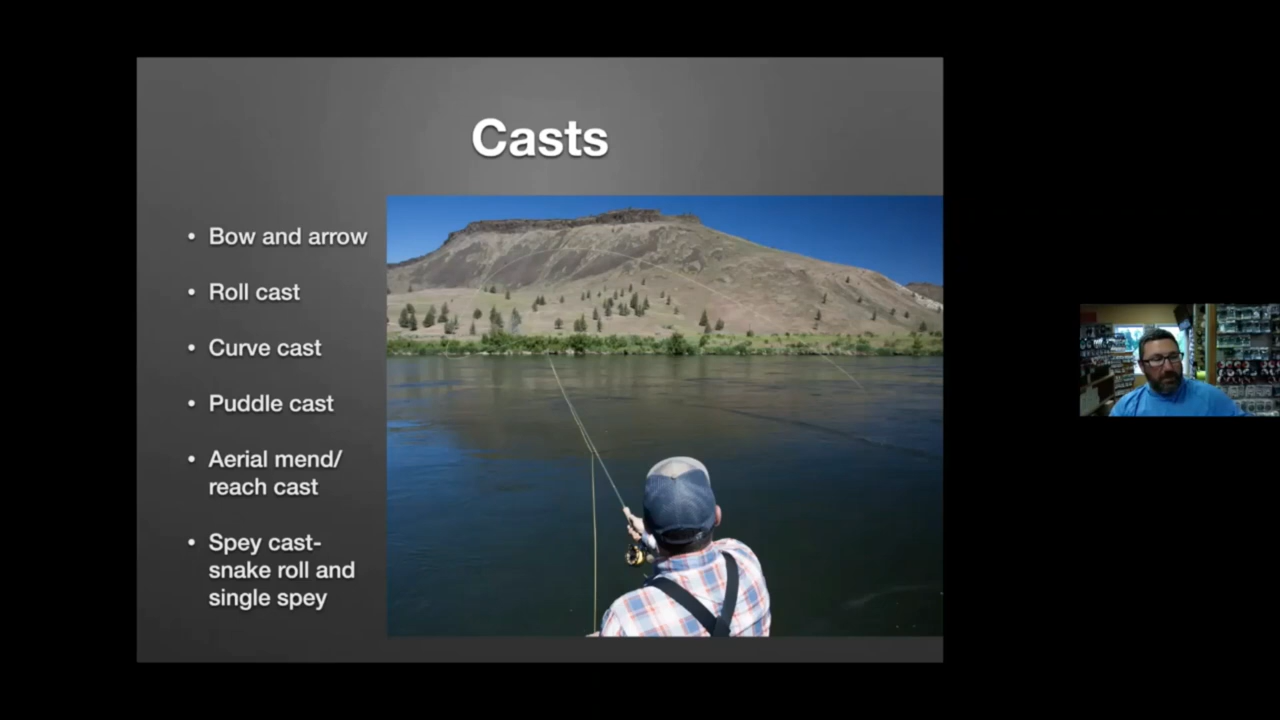 Casts
• Bow and arrow
• Roll cast
• Curve cast
• Puddle cast
• Aerial mend/
reach cast
• Spey cast-
snake roll and
single spey